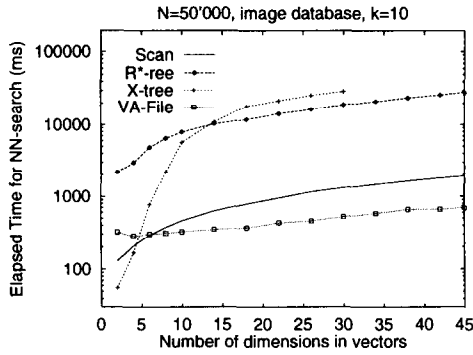 N=50'000, image database, k=10
Elapsed Time for NN-search (ms)
100000
10000
1000
100
Scan
R*-ree
X-tree
VA-File
0 5 10 15 20 25 30 35 40 45
Number of dimensions in vectors